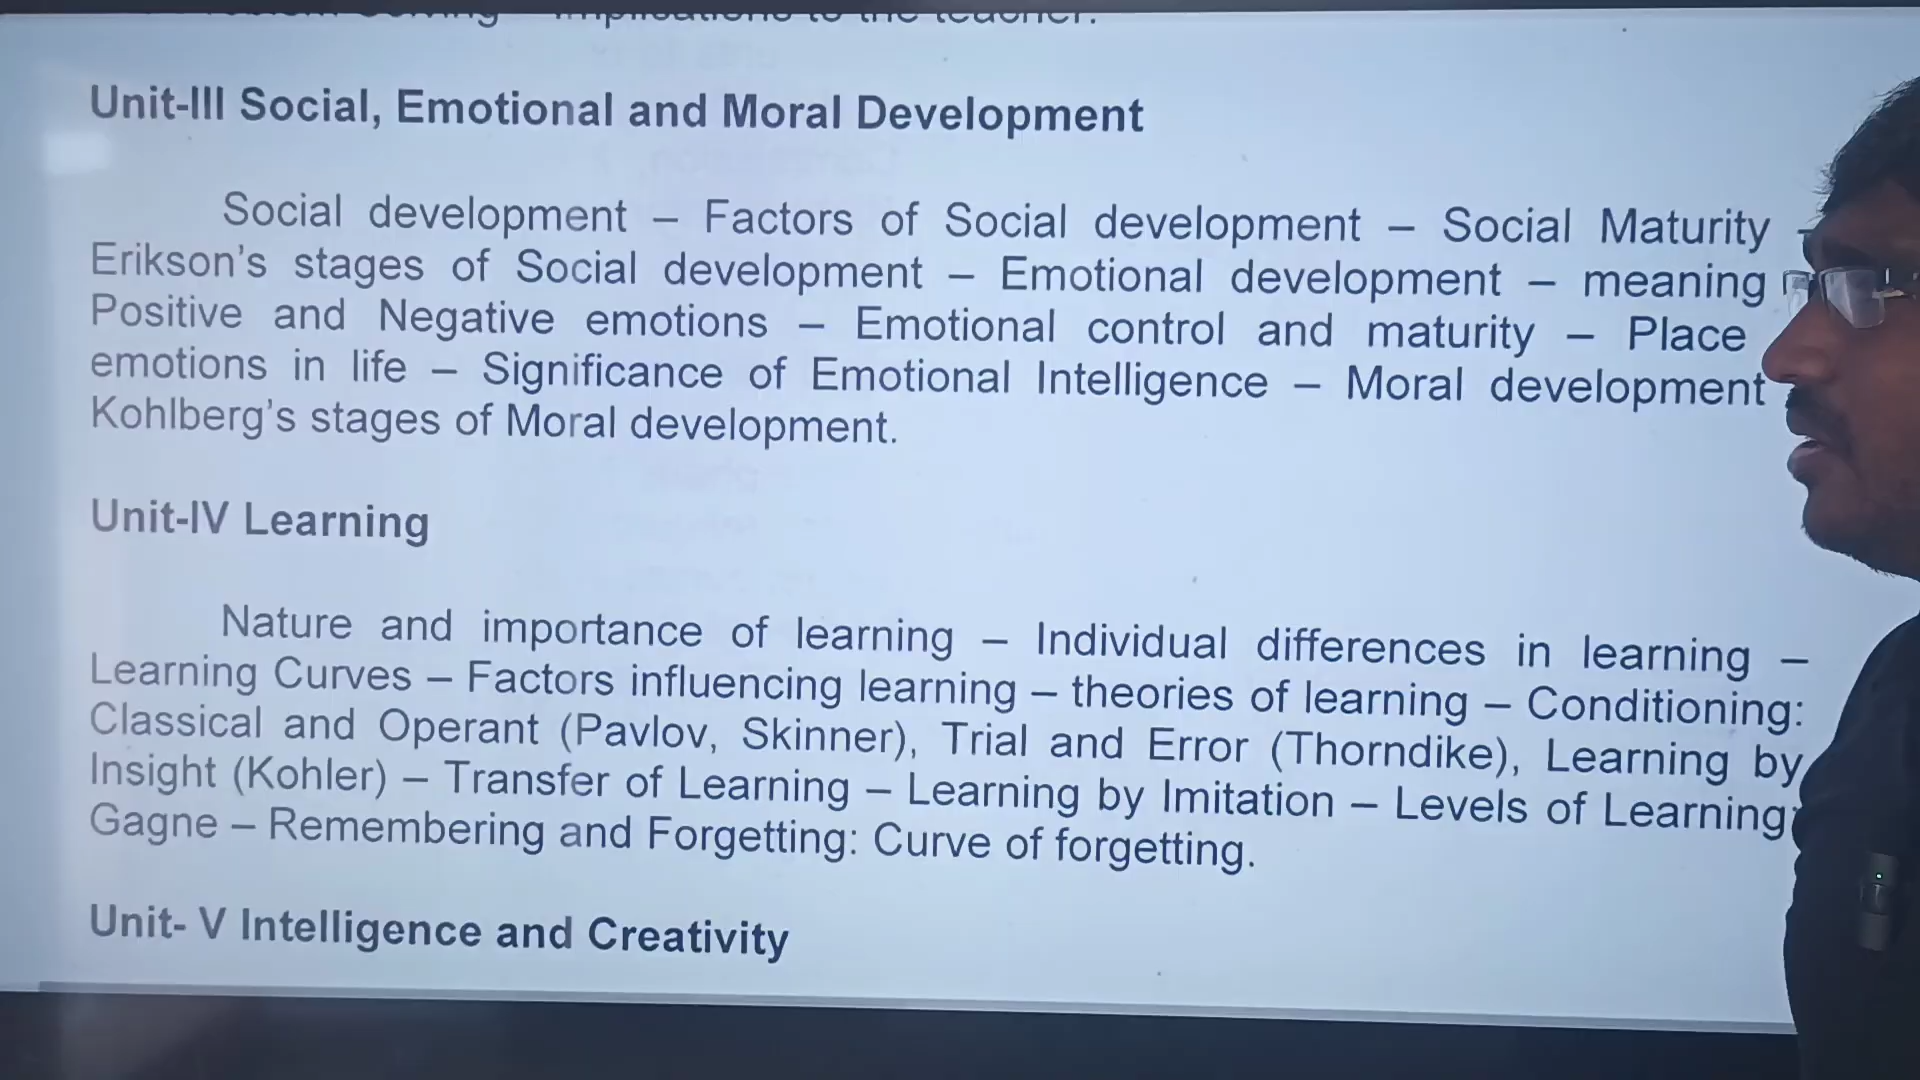 implications to the teacher.
Unit-III Social, Emotional and Moral Development
Social development – Factors of Social development – Social Maturity -
Erikson's stages of Social development – Emotional development – meaning
Positive and Negative emotions – Emotional control and maturity – Place
emotions in life – Significance of Emotional Intelligence – Moral development
Kohlberg's stages of Moral development.
Unit-IV Learning
Nature and importance of learning – Individual differences in learning –
Learning Curves – Factors influencing learning – theories of learning – Conditioning:
Classical and Operant (Pavlov, Skinner), Trial and Error (Thorndike), Learning by
Insight (Kohler) – Transfer of Learning – Learning by Imitation – Levels of Learning:
Gagne – Remembering and Forgetting: Curve of forgetting.
Unit- V Intelligence and Creativity